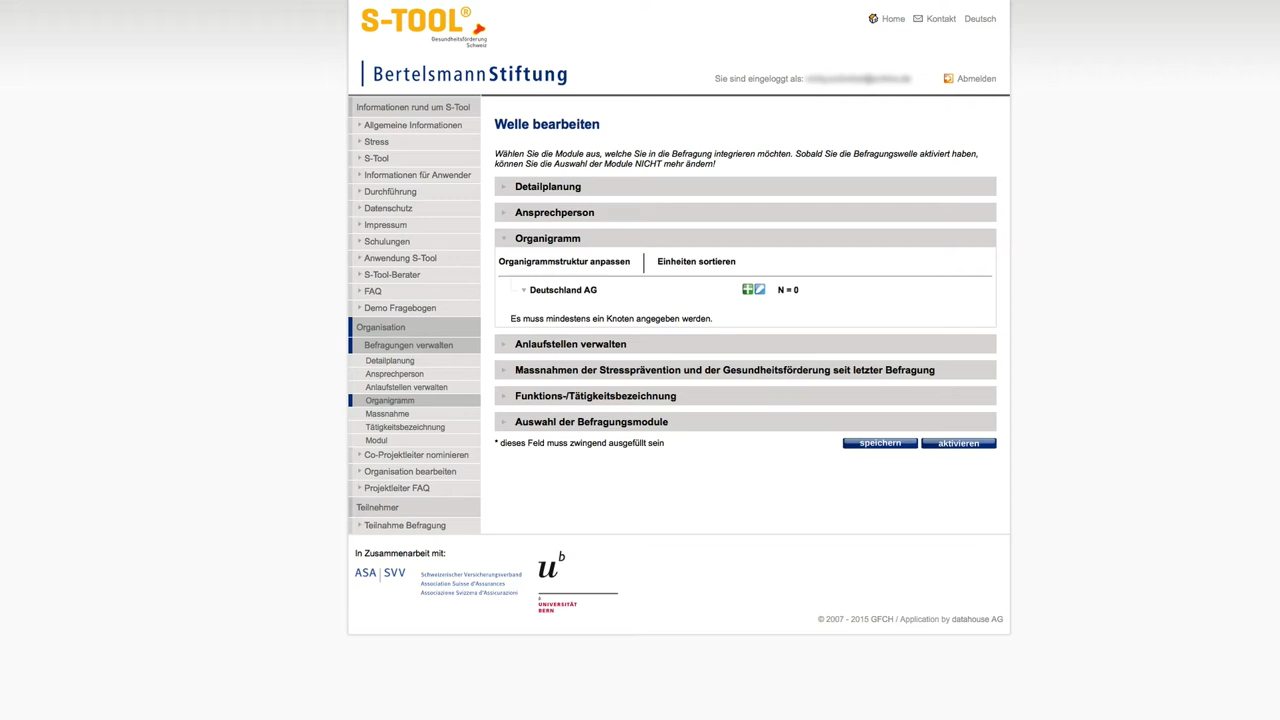 S-TOOL®
Gesundheitsförderung
Schweiz
Home Kontakt Deutsch
BertelsmannStiftung
Sie sind eingeloggt als:
Abmelden
Informationen rund um S-Tool
Allgemeine Informationen
Stress
S-Tool
Informationen für Anwender
Durchführung
Datenschutz
Impressum
Schulungen
Anwendung S-Tool
S-Tool-Berater
FAQ
Demo Fragebogen
Organisation
Befragungen verwalten
Detailplanung
Ansprechperson
Anlaufstellen verwalten
Organigramm
Massnahme
Tätigkeitsbezeichnung
Modul
Co-Projektleiter nominieren
Organisation bearbeiten
Projektleiter FAQ
Teilnehmer
Teilnahme Befragung
Welle bearbeiten
Wählen Sie die Module aus, welche Sie in die Befragung integrieren möchten. Sobald Sie die Befragungswelle aktiviert haben,
können Sie die Auswahl der Module NICHT mehr ändern!
Detailplanung
Ansprechperson
Organigramm
Organigrammstruktur anpassen Einheiten sortieren
Deutschland AG N = 0
Es muss mindestens ein Knoten angegeben werden.
Anlaufstellen verwalten
Massnahmen der Stressprävention und der Gesundheitsförderung seit letzter Befragung
Funktions-/Tätigkeitsbezeichnung
Auswahl der Befragungsmodule
* dieses Feld muss zwingend ausgefüllt sein
speichern aktivieren
In Zusammenarbeit mit:
ASA | SVV
Schweizerischer Versicherungsverband
Association Suisse d'Assurances
Associazione Svizzera d'Assicurazioni
u b
b
UNIVERSITÄT
BERN
© 2007 - 2015 GFCH / Application by datahouse AG